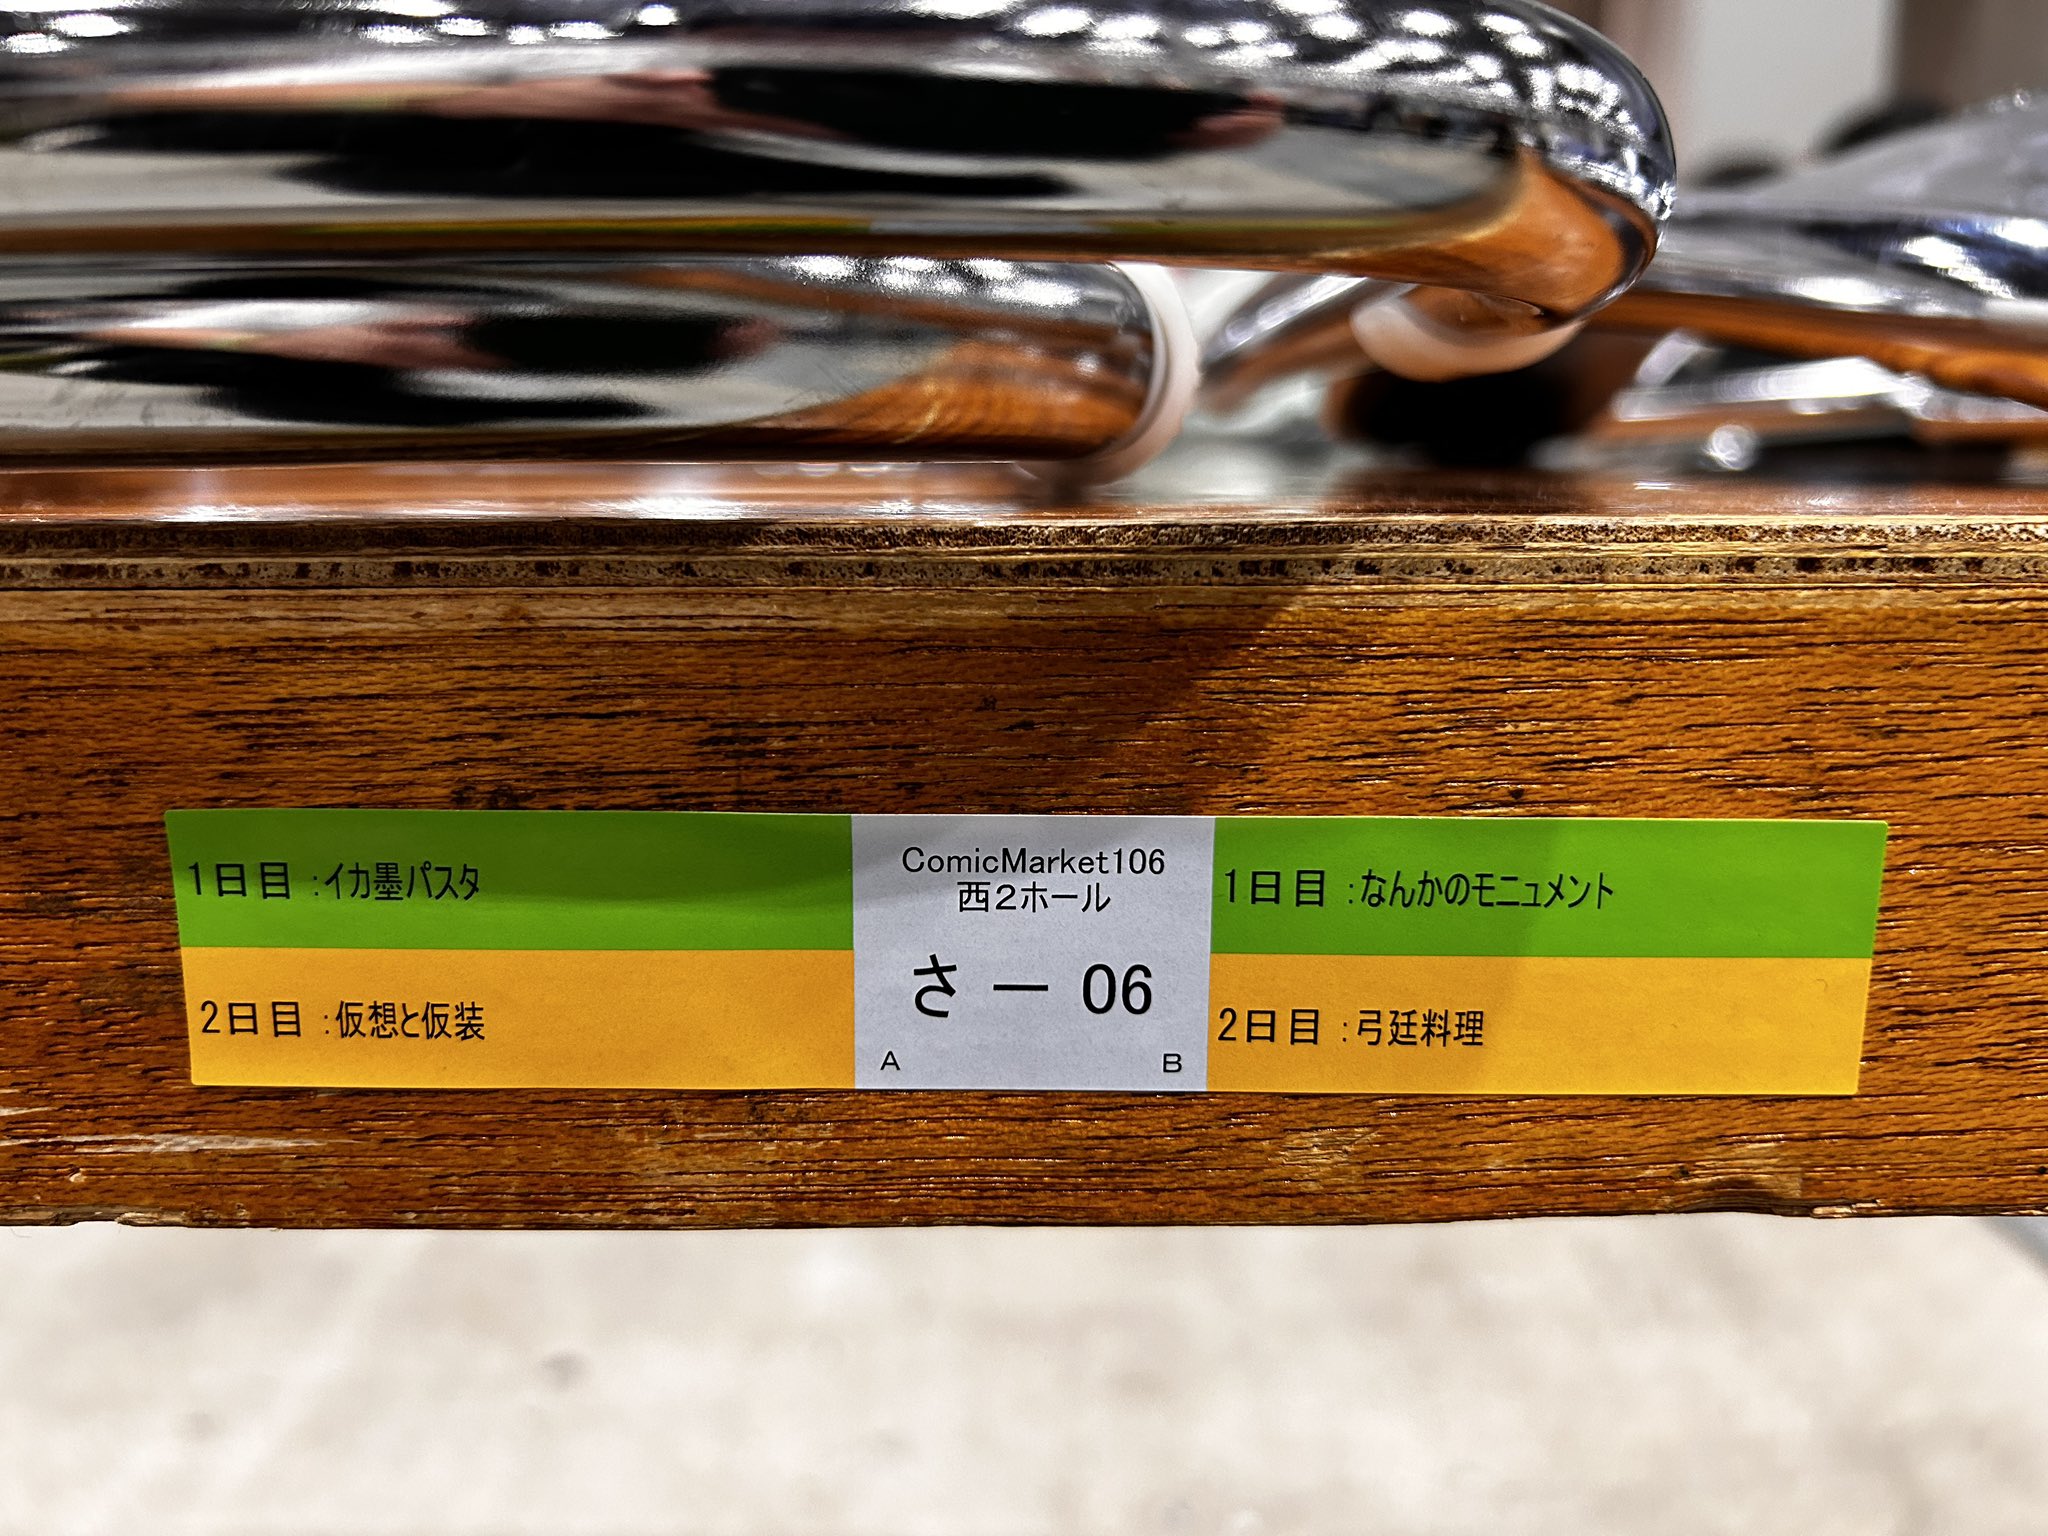 1日目:イカ墨パスタ
2日目:仮想と仮装
ComicMarket106
西2ホール
さ － 06
A B
1日目:なんかのモニュメント
2日目:弓廷料理